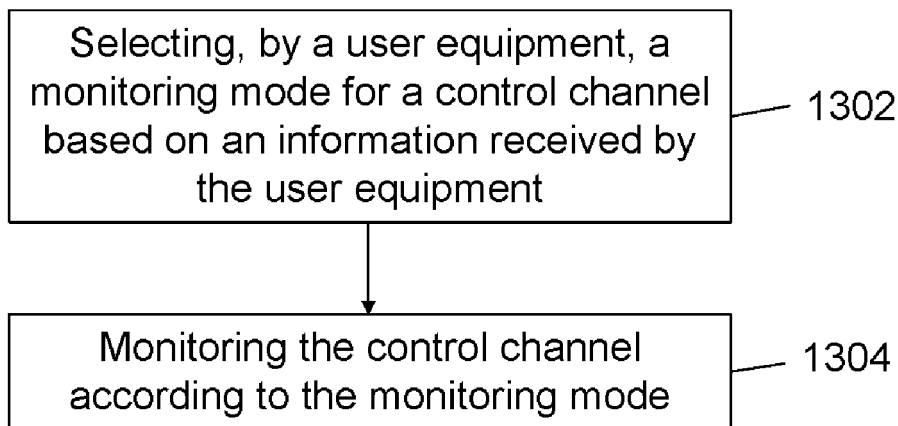 Selecting, by a user equipment, a
monitoring mode for a control channel
based on an information received by
the user equipment
1302
Monitoring the control channel
according to the monitoring mode
1304